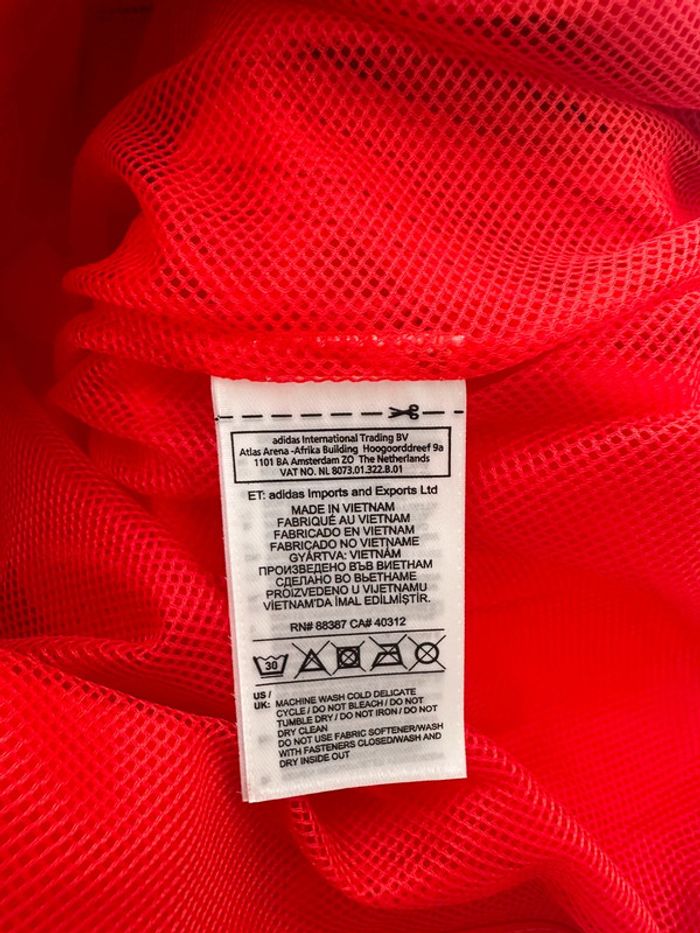 adidas International Trading BV
Atlas Arena -Afrika Building Hoogoorddreef 9a
1101 BA Amsterdam ZO The Netherlands
VAT NO. NL 8073.01.322.B.01
ET: adidas Imports and Exports Ltd
MADE IN VIETNAM
FABRIQUÉ AU VIETNAM
FABRICADO EN VIETNAM
FABRICADO NO VIETNAME
GYÁRTVA: VIETNÁM
ПРОИЗВЕДЕНО ВЪВ ВИЕТНАМ
СДЕЛАНО ВО ВЬЕТНАМЕ
PROIZVEDENO U VIJETNAMU
VİETNAM'DA İMAL EDİLMİŞTİR.
RN# 88387 CA# 40312
30
US / UK: MACHINE WASH COLD DELICATE
CYCLE / DO NOT BLEACH / DO NOT
TUMBLE DRY / DO NOT IRON / DO NOT
DRY CLEAN
DO NOT USE FABRIC SOFTENER/WASH
WITH FASTENERS CLOSED/WASH AND
DRY INSIDE OUT